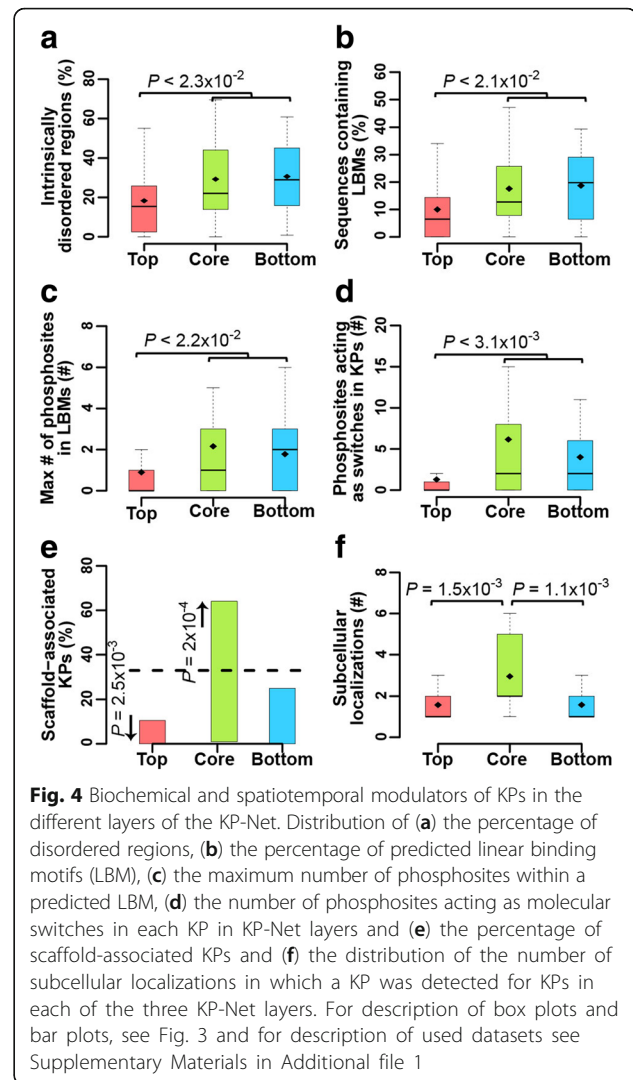 a
Intrinsically
disordered regions (%)
80
60
40
20
0
P < 2.3x10-2
Top
Core
Bottom
b
Sequences containing
LBMs (%)
60
50
40
30
20
10
0
P < 2.1x10-2
Top
Core
Bottom
c
Max # of phosphosites
in LBMs (#)
8
6
4
2
0
P < 2.2x10-2
Top
Core
Bottom
d
Phosphosites acting
as switches in KPs (#)
20
15
10
5
0
P < 3.1x10-3
Top
Core
Bottom
e
Scaffold-associated
KPs (%)
80
60
40
20
0
P = 2.5x10-3
P = 2x10-4
Top
Core
Bottom
f
Subcellular
localizations (#)
8
6
4
2
0
P = 1.5x10-3
P = 1.1x10-3
Top
Core
Bottom
Fig. 4 Biochemical and spatiotemporal modulators of KPs in the
different layers of the KP-Net. Distribution of (a) the percentage of
disordered regions, (b) the percentage of predicted linear binding
motifs (LBM), (c) the maximum number of phosphosites within a
predicted LBM, (d) the number of phosphosites acting as molecular
switches in each KP in KP-Net layers and (e) the percentage of
scaffold-associated KPs and (f) the distribution of the number of
subcellular localizations in which a KP was detected for KPs in
each of the three KP-Net layers. For description of box plots and
bar plots, see Fig. 3 and for description of used datasets see
Supplementary Materials in Additional file 1